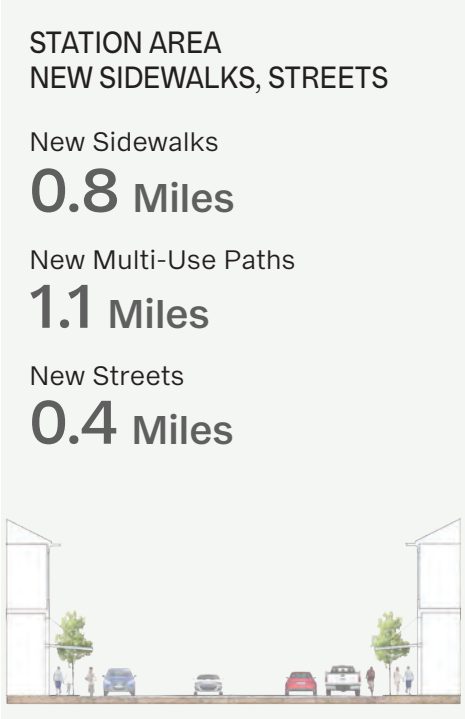 STATION AREA
NEW SIDEWALKS, STREETS
New Sidewalks
0.8 Miles
New Multi-Use Paths
1.1 Miles
New Streets
0.4 Miles